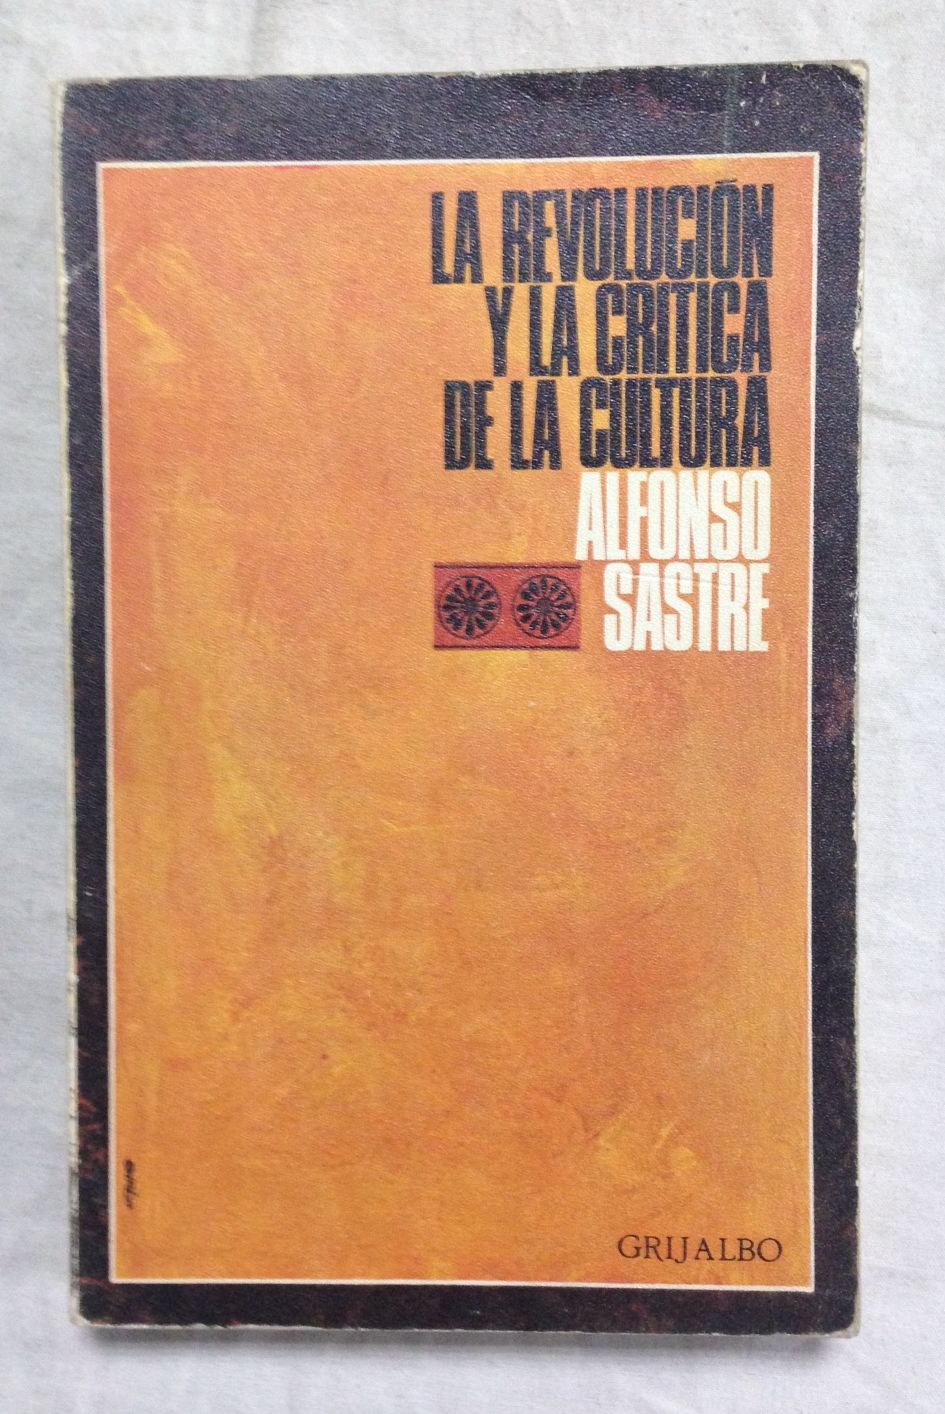 LA REVOLUCIÓN
Y LA CRITICA
DE LA CULTURA
ALFONSO
SASTRE
GRIJALBO